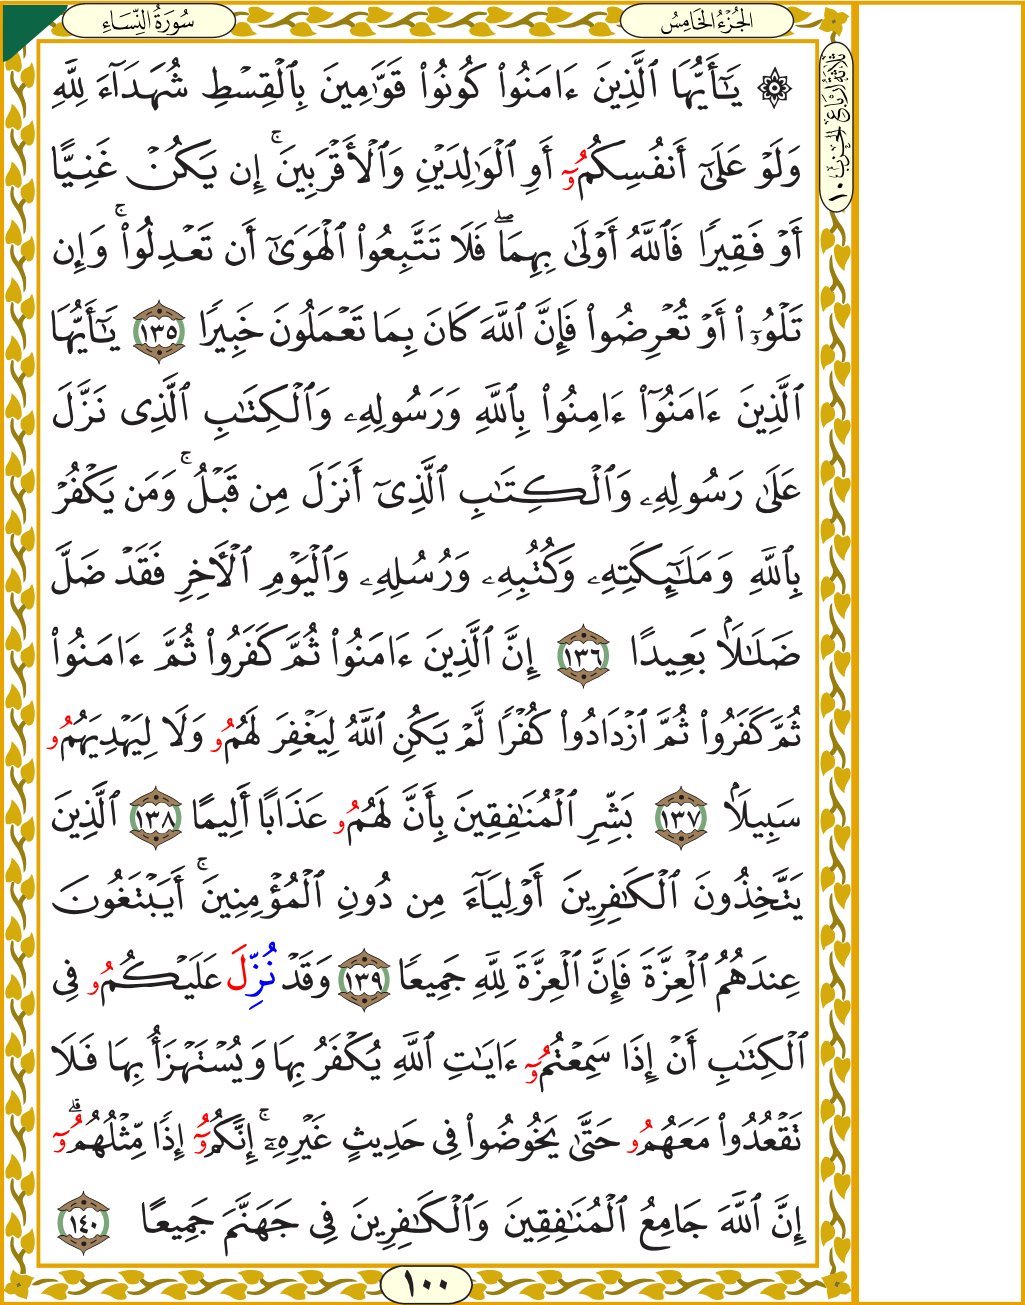 سُورَةُ النِّسَاءِ
الجُزْءُ الخَامِسُ
ثَلَاثَةُ أَرْبَاعِ الحِزْبِ ١٠
۞ يَٰٓأَيُّهَا ٱلَّذِينَ ءَامَنُواْ كُونُواْ قَوَّٰمِينَ بِٱلْقِسْطِ شُهَدَآءَ لِلَّهِ
وَلَوْ عَلَىٰٓ أَنفُسِكُمُۥٓ أَوِ ٱلْوَٰلِدَيْنِ وَٱلْأَقْرَبِينَ ۚ إِن يَكُنْ غَنِيًّا
أَوْ فَقِيرًا فَٱللَّهُ أَوْلَىٰ بِهِمَا ۖ فَلَا تَتَّبِعُواْ ٱلْهَوَىٰٓ أَن تَعْدِلُواْ ۚ وَإِن
تَلْوُۥٓاْ أَوْ تُعْرِضُواْ فَإِنَّ ٱللَّهَ كَانَ بِمَا تَعْمَلُونَ خَبِيرًا ١٣٥ يَٰٓأَيُّهَا
ٱلَّذِينَ ءَامَنُوٓاْ ءَامِنُواْ بِٱللَّهِ وَرَسُولِهِۦ وَٱلْكِتَٰبِ ٱلَّذِى نَزَّلَ
عَلَىٰ رَسُولِهِۦ وَٱلْكِتَٰبِ ٱلَّذِىٓ أَنزَلَ مِن قَبْلُ ۚ وَمَن يَكْفُرْ
بِٱللَّهِ وَمَلَٰٓئِكَتِهِۦ وَكُتُبِهِۦ وَرُسُلِهِۦ وَٱلْيَوْمِ ٱلْأَخِرِ فَقَدْ ضَلَّ
ضَلَٰلًا بَعِيدًا ١٣٦ إِنَّ ٱلَّذِينَ ءَامَنُواْ ثُمَّ كَفَرُواْ ثُمَّ ءَامَنُواْ
ثُمَّ كَفَرُواْ ثُمَّ ٱزْدَادُواْ كُفْرًا لَّمْ يَكُنِ ٱللَّهُ لِيَغْفِرَ لَهُمُۥ وَلَا لِيَهْدِيَهُمُۥ
سَبِيلًا ١٣٧ بَشِّرِ ٱلْمُنَٰفِقِينَ بِأَنَّ لَهُمُۥ عَذَابًا أَلِيمًا ١٣٨ ٱلَّذِينَ
يَتَّخِذُونَ ٱلْكَٰفِرِينَ أَوْلِيَآءَ مِن دُونِ ٱلْمُؤْمِنِينَ ۚ أَيَبْتَغُونَ
عِندَهُمُ ٱلْعِزَّةَ فَإِنَّ ٱلْعِزَّةَ لِلَّهِ جَمِيعًا ١٣٩ وَقَدْ نُزِّلَ عَلَيْكُمُۥ فِى
ٱلْكِتَٰبِ أَنْ إِذَا سَمِعْتُمُۥٓ ءَايَٰتِ ٱللَّهِ يُكْفَرُ بِهَا وَيُسْتَهْزَأُ بِهَا فَلَا
تَقْعُدُواْ مَعَهُمُۥ حَتَّىٰ يَخُوضُواْ فِى حَدِيثٍ غَيْرِهِۦٓ ۚ إِنَّكُمُۥٓ إِذًا مِّثْلُهُمُۥٓ ۗ
إِنَّ ٱللَّهَ جَامِعُ ٱلْمُنَٰفِقِينَ وَٱلْكَٰفِرِينَ فِى جَهَنَّمَ جَمِيعًا ١٤٠
١٠٠